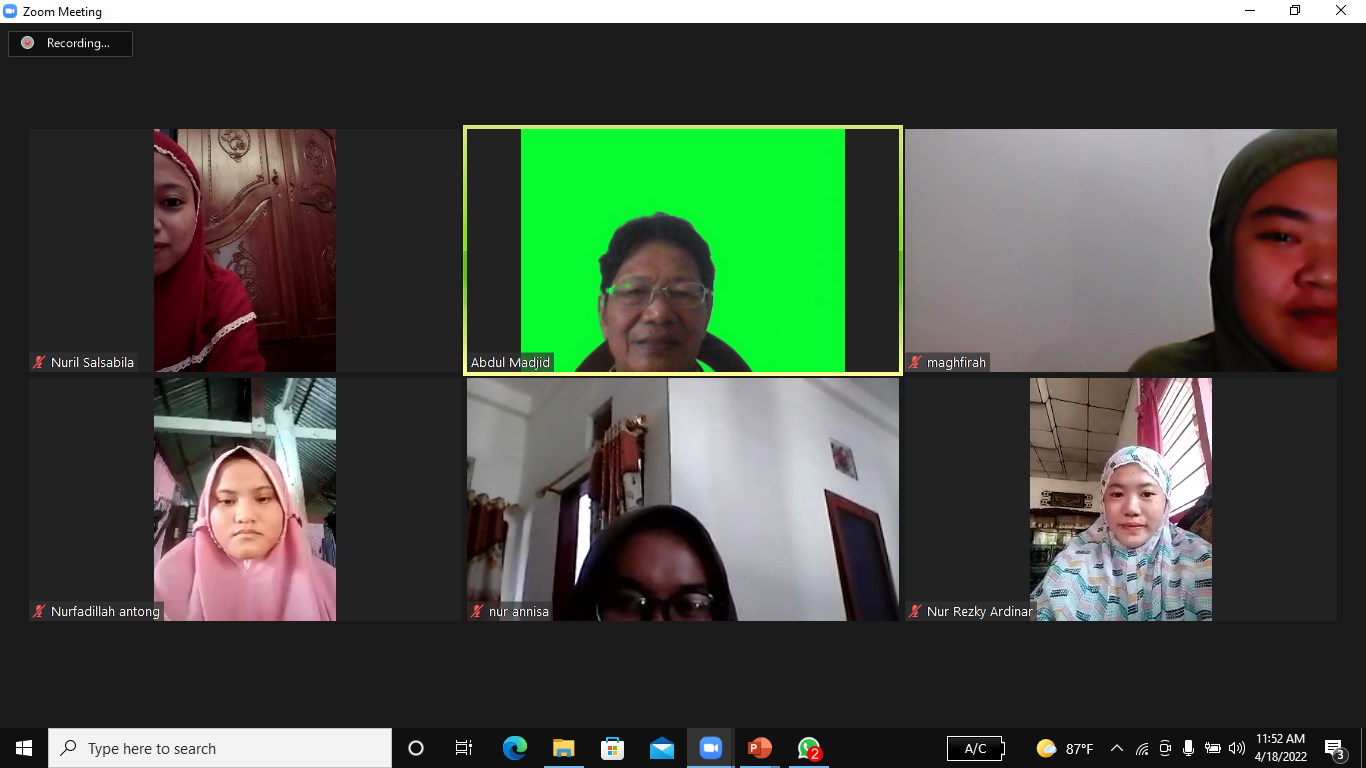 Zoom Meeting
Recording...
Nuril Salsabila
Abdul Madjid
maghfirah
Nurfadillah antong
nur annisa
Nur Rezky Ardinar
Type here to search
2
A/C
87°F
11:52 AM
4/18/2022
3